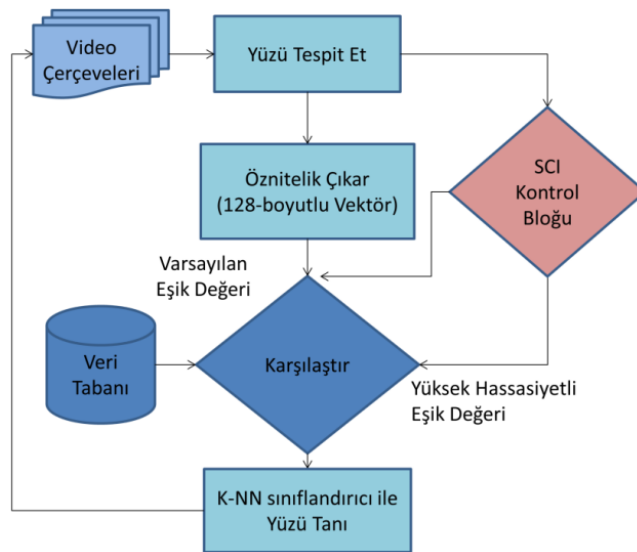 Video
Çerçeveleri
Yüzü Tespit Et
Öznitelik Çıkar
(128-boyutlu Vektör)
SCI
Kontrol
Bloğu
Varsayılan
Eşik Değeri
Veri
Tabanı
Karşılaştır
Yüksek Hassasiyetli
Eşik Değeri
K-NN sınıflandırıcı ile
Yüzü Tanı